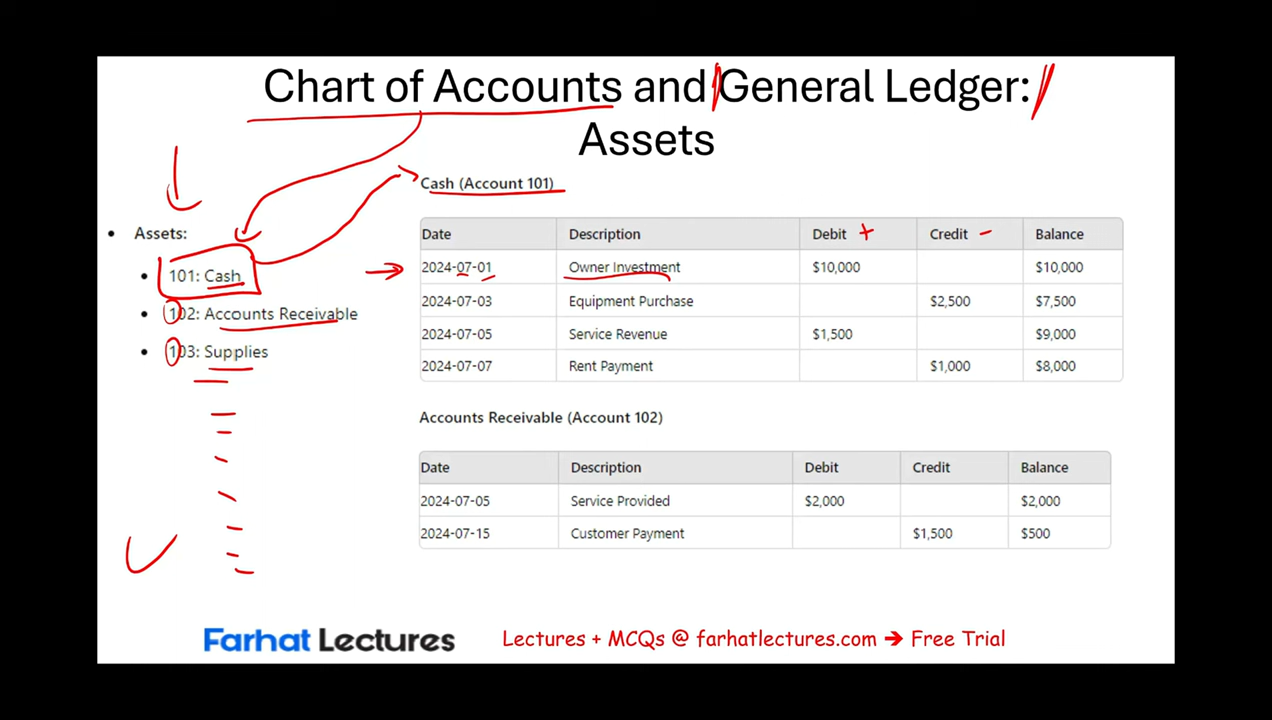 Chart of Accounts and General Ledger:
Assets
Assets:
101: Cash
102: Accounts Receivable
103: Supplies
Cash (Account 101)
Date Description Debit + Credit - Balance
2024-07-01 Owner Investment $10,000 $10,000
2024-07-03 Equipment Purchase $2,500 $7,500
2024-07-05 Service Revenue $1,500 $9,000
2024-07-07 Rent Payment $1,000 $8,000
Accounts Receivable (Account 102)
Date Description Debit Credit Balance
2024-07-05 Service Provided $2,000 $2,000
2024-07-15 Customer Payment $1,500 $500
Farhat Lectures Lectures + MCQs @ farhatlectures.com → Free Trial